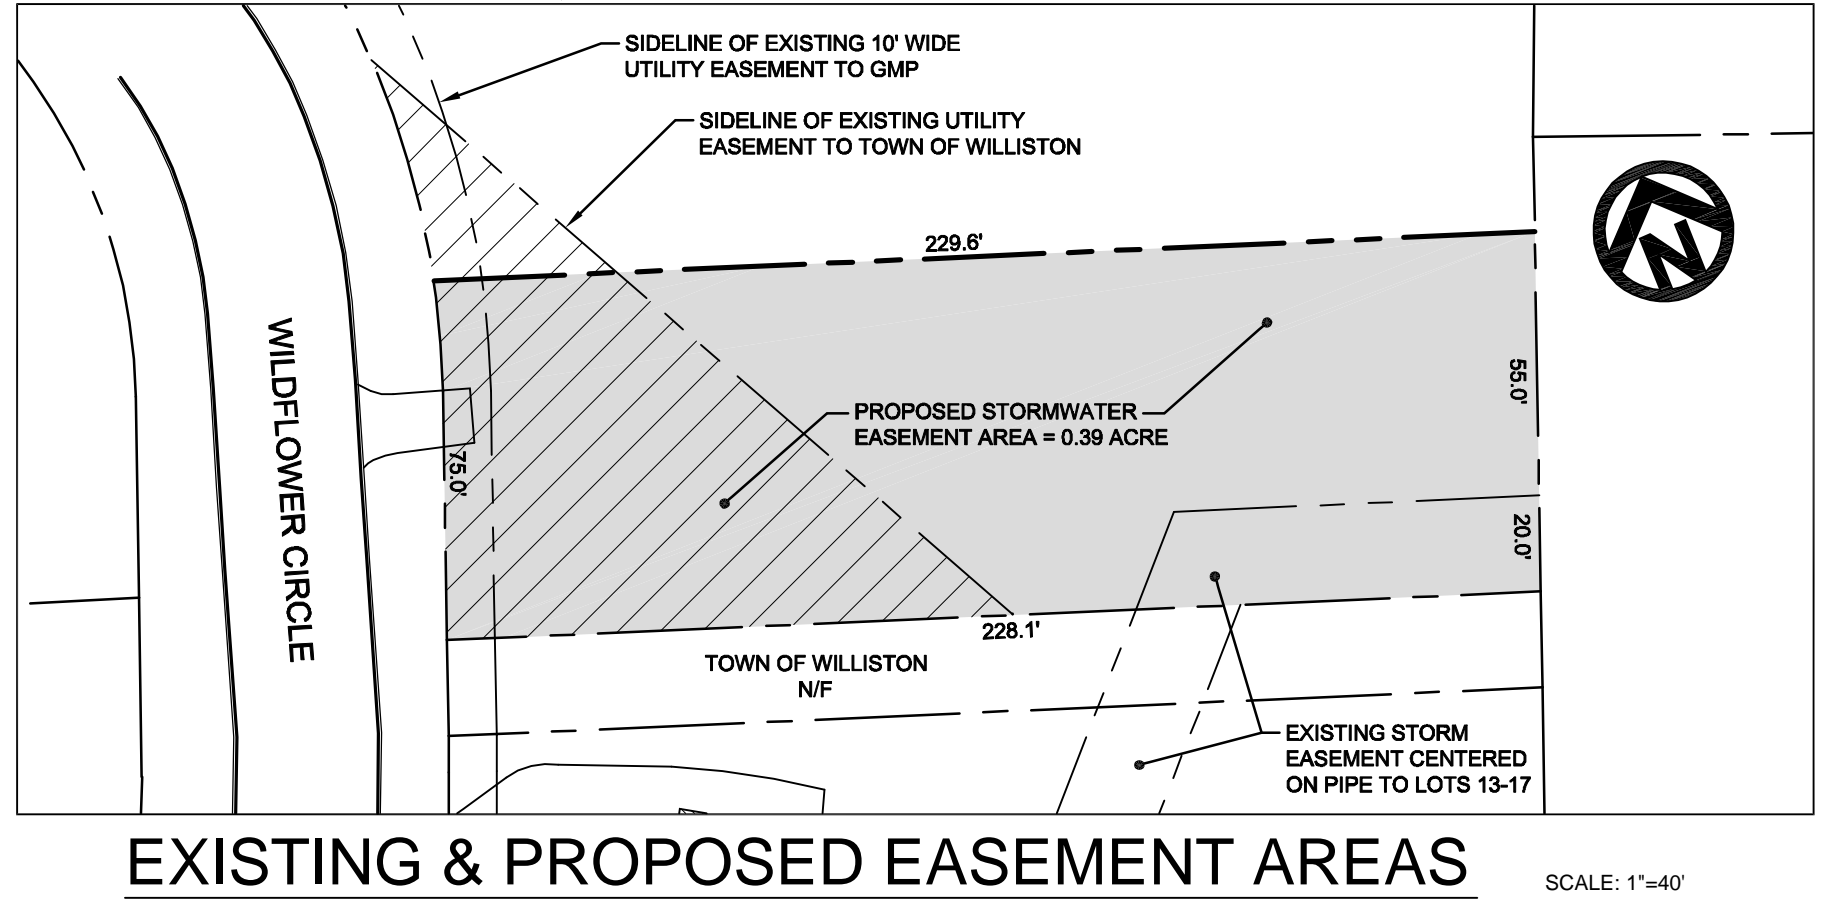 SIDELINE OF EXISTING 10' WIDE
UTILITY EASEMENT TO GMP
SIDELINE OF EXISTING UTILITY
EASEMENT TO TOWN OF WILLISTON
N
229.6'
WILDFLOWER CIRCLE
75.0'
PROPOSED STORMWATER
EASEMENT AREA = 0.39 ACRE
55.0'
20.0'
228.1'
TOWN OF WILLISTON
N/F
EXISTING STORM
EASEMENT CENTERED
ON PIPE TO LOTS 13-17
EXISTING & PROPOSED EASEMENT AREAS
SCALE: 1"=40'